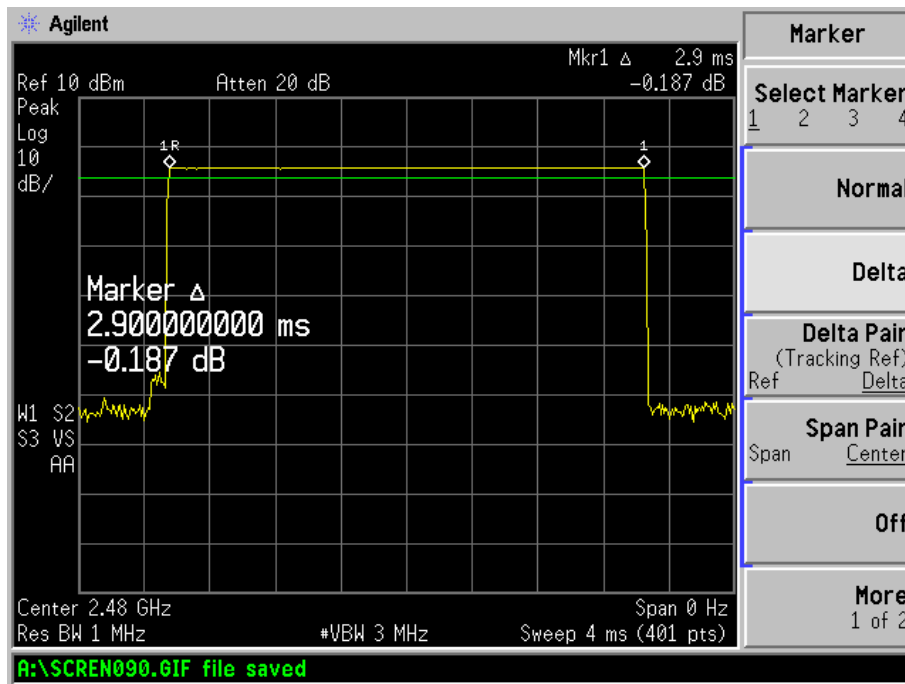 Agilent
Marker
Mkr1 Δ 2.9 ms
Ref 10 dBm Atten 20 dB -0.187 dB
Peak
Log
10
dB/
1R
1
Marker Δ
2.900000000 ms
-0.187 dB
W1 S2
S3 VS
AA
Center 2.48 GHz Span 0 Hz
Res BW 1 MHz #VBW 3 MHz Sweep 4 ms (401 pts)
A:\SCREN090.GIF file saved
Select Marker
1 2 3 4
Normal
Delta
Delta Pair
(Tracking Ref)
Ref Delta
Span Pair
Span Center
Off
More
1 of 2